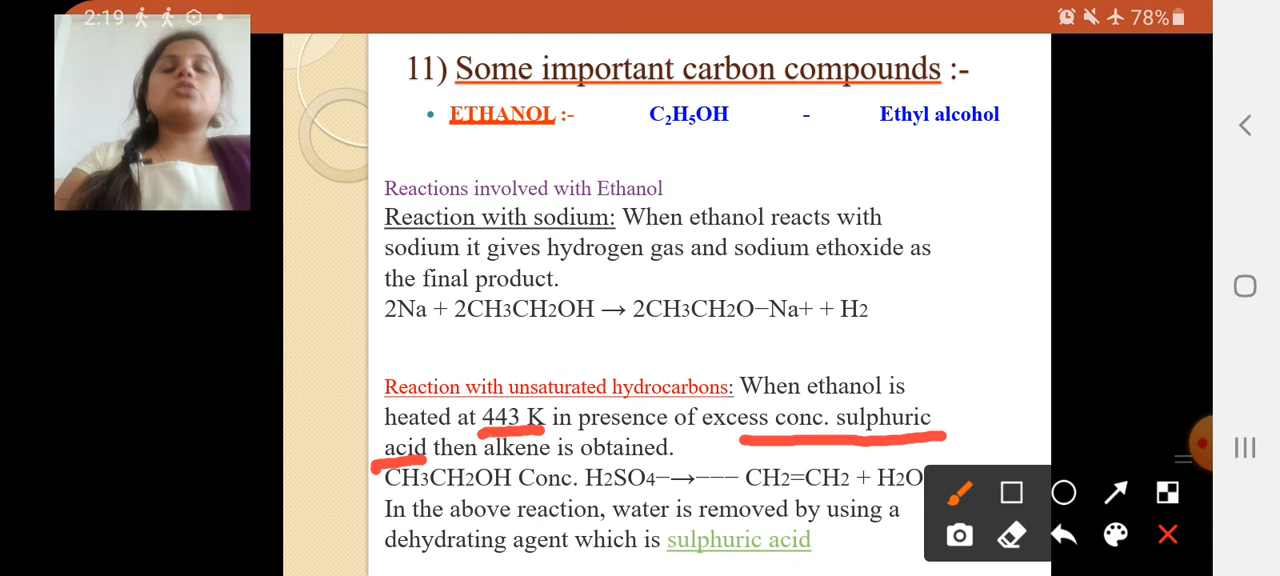 2:19 78%
11) Some important carbon compounds :-
• ETHANOL :- C₂H₅OH - Ethyl alcohol
Reactions involved with Ethanol
Reaction with sodium: When ethanol reacts with
sodium it gives hydrogen gas and sodium ethoxide as
the final product.
2Na + 2CH3CH2OH → 2CH3CH2O−Na+ + H2
Reaction with unsaturated hydrocarbons: When ethanol is
heated at 443 K in presence of excess conc. sulphuric
acid then alkene is obtained.
CH3CH2OH Conc. H2SO4−→−−− CH2=CH2 + H2O
In the above reaction, water is removed by using a
dehydrating agent which is sulphuric acid